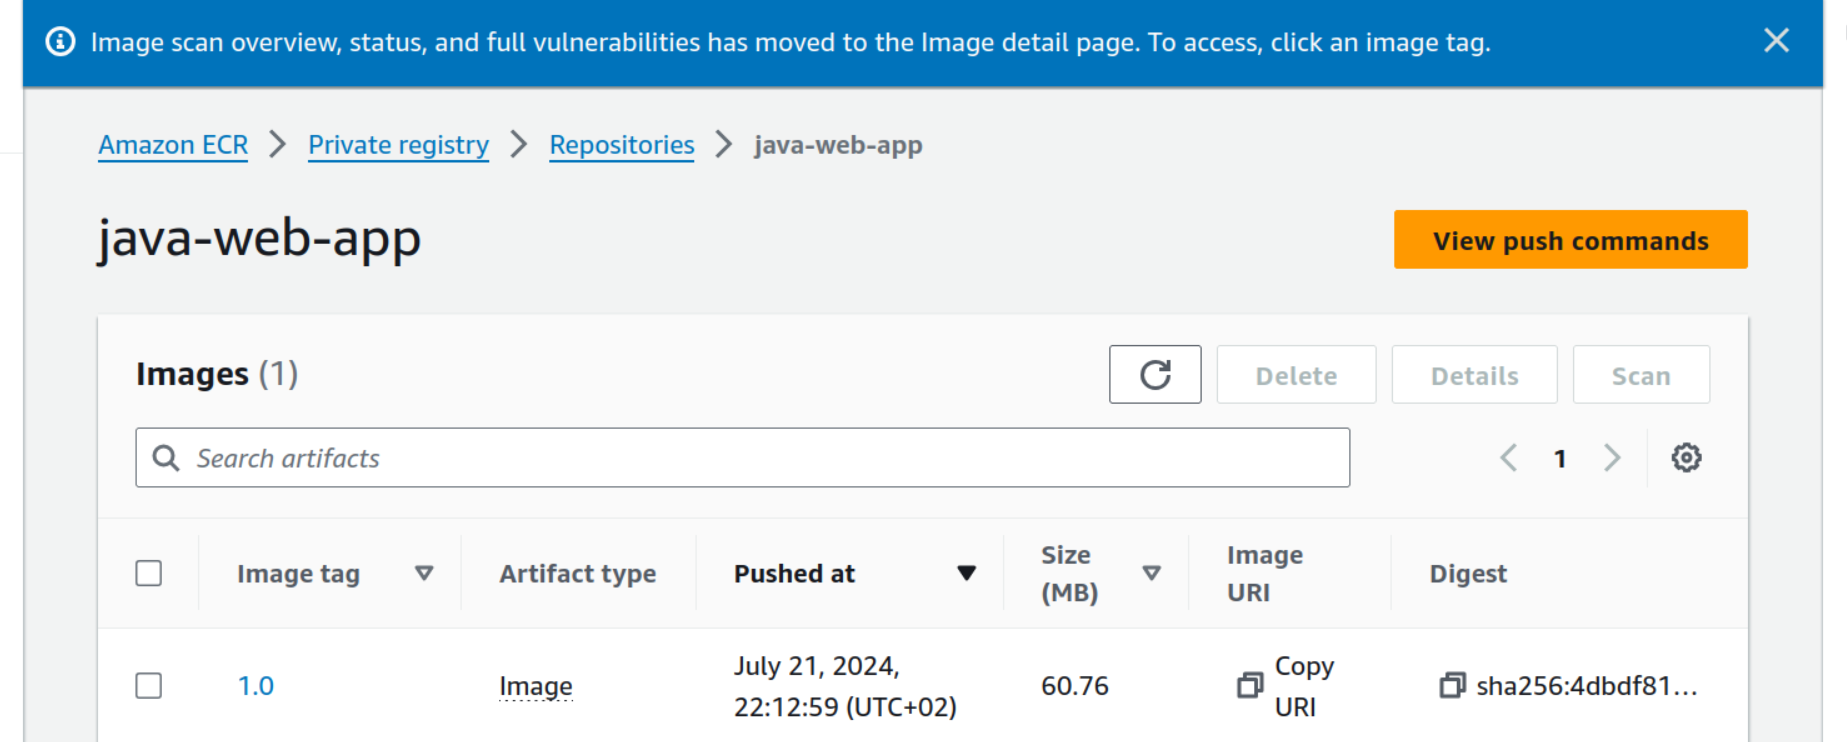 Image scan overview, status, and full vulnerabilities has moved to the Image detail page. To access, click an image tag.
Amazon ECR Private registry Repositories java-web-app
java-web-app
View push commands
Images (1)
Delete Details Scan
Search artifacts
1
Image tag Artifact type Pushed at Size (MB) Image URI Digest
1.0 Image July 21, 2024, 22:12:59 (UTC+02) 60.76 Copy URI sha256:4dbdf81...